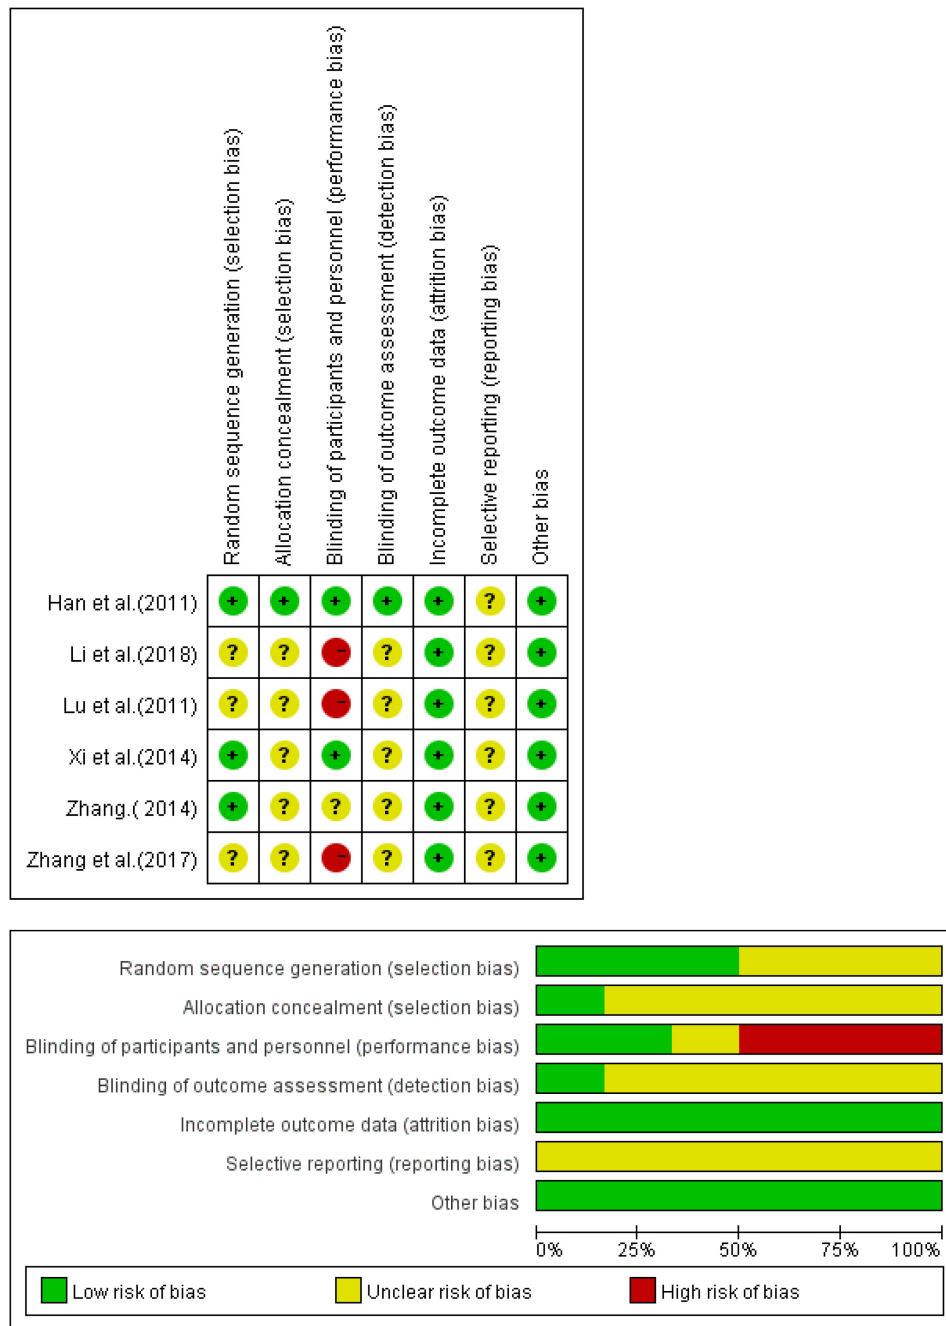 Random sequence generation (selection bias)
Allocation concealment (selection bias)
Blinding of participants and personnel (performance bias)
Blinding of outcome assessment (detection bias)
Incomplete outcome data (attrition bias)
Selective reporting (reporting bias)
Other bias
Han et al.(2011) + + + + + ? +
Li et al.(2018) ? ? - ? + ? +
Lu et al.(2011) ? ? - ? + ? +
Xi et al.(2014) + ? + ? + ? +
Zhang.( 2014) + ? ? ? + ? +
Zhang et al.(2017) ? ? - ? + ? +
Random sequence generation (selection bias)
Allocation concealment (selection bias)
Blinding of participants and personnel (performance bias)
Blinding of outcome assessment (detection bias)
Incomplete outcome data (attrition bias)
Selective reporting (reporting bias)
Other bias
0% 25% 50% 75% 100%
Low risk of bias Unclear risk of bias High risk of bias